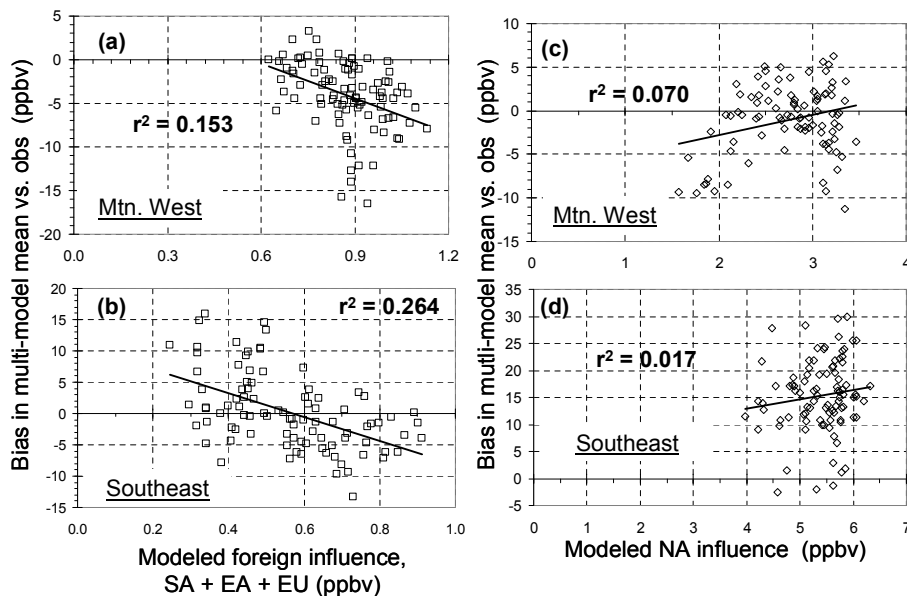 Bias in multi-model mean vs. obs (ppbv)
(a)
5
0
-5
-10
-15
-20
r² = 0.153
Mtn. West
0.0 0.3 0.6 0.9 1.2
(b)
20
15
10
5
0
-5
-10
-15
r² = 0.264
Southeast
0.0 0.2 0.4 0.6 0.8 1.0
Modeled foreign influence,
SA + EA + EU (ppbv)
Bias in mutli-model mean vs. obs (ppbv)
(c)
10
5
0
-5
-10
-15
r² = 0.070
Mtn. West
0 1 2 3 4
(d)
35
30
25
20
15
10
5
0
-5
r² = 0.017
Southeast
0 1 2 3 4 5 6 7
Modeled NA influence (ppbv)